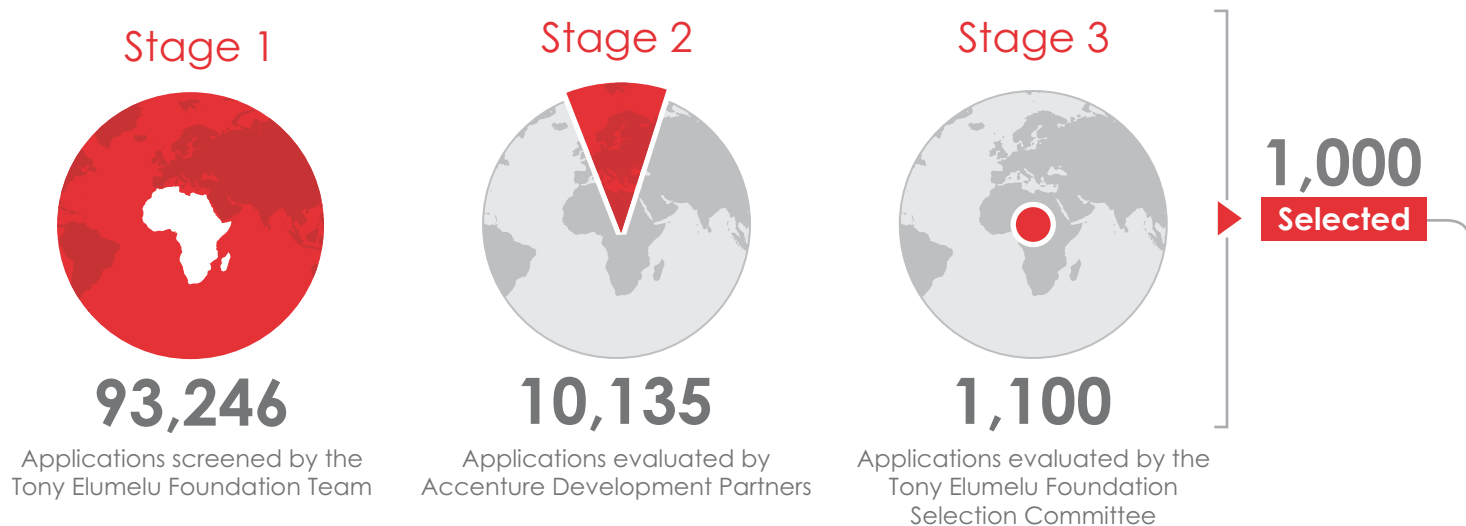 Stage 1
93,246
Applications screened by the
Tony Elumelu Foundation Team
Stage 2
10,135
Applications evaluated by
Accenture Development Partners
Stage 3
1,100
Applications evaluated by the
Tony Elumelu Foundation
Selection Committee
1,000
Selected